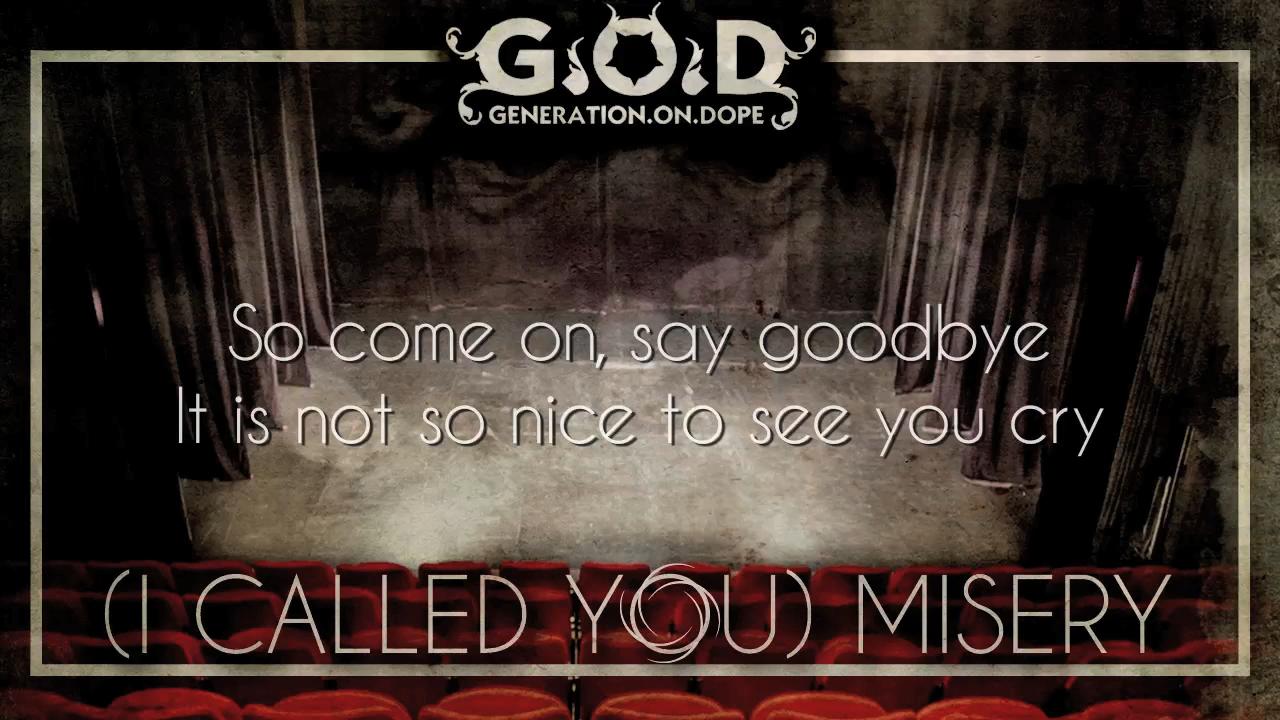 G.O.D
GENERATION.ON.DOPE
So come on, say goodbye
It is not so nice to see you cry
(I CALLED YOU) MISERY